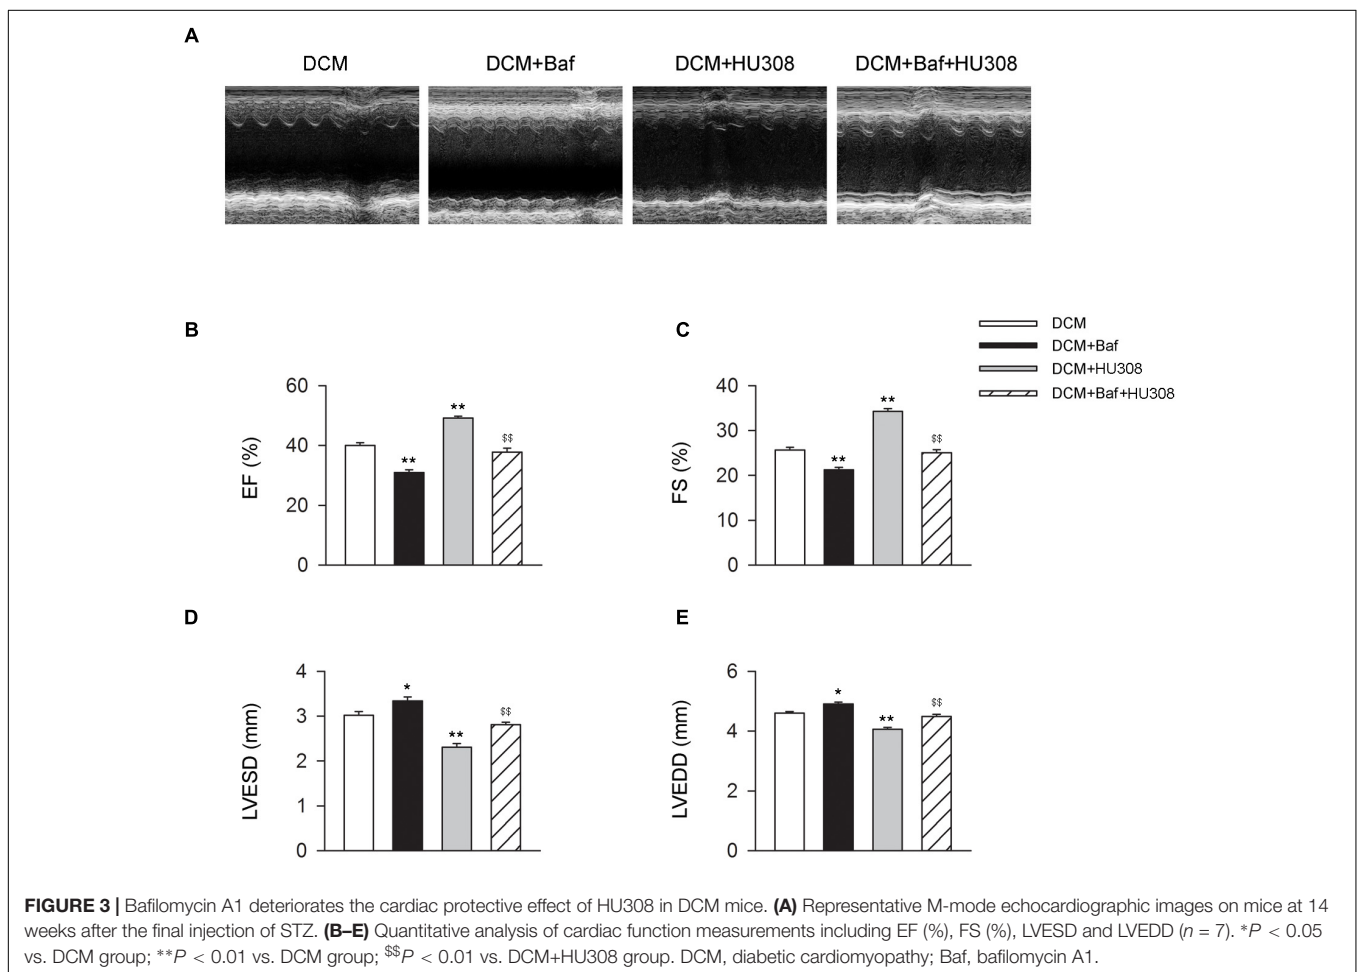 A
DCM
DCM+Baf
DCM+HU308
DCM+Baf+HU308
B
EF (%)
60
40
20
0
**
**
$$
C
FS (%)
40
30
20
10
0
**
**
$$
DCM
DCM+Baf
DCM+HU308
DCM+Baf+HU308
D
LVESD (mm)
4
3
2
1
0
*
**
$$
E
LVEDD (mm)
6
4
2
0
*
**
$$
FIGURE 3 | Bafilomycin A1 deteriorates the cardiac protective effect of HU308 in DCM mice. (A) Representative M-mode echocardiographic images on mice at 14
weeks after the final injection of STZ. (B–E) Quantitative analysis of cardiac function measurements including EF (%), FS (%), LVESD and LVEDD (n = 7). *P < 0.05
vs. DCM group; **P < 0.01 vs. DCM group; $$P < 0.01 vs. DCM+HU308 group. DCM, diabetic cardiomyopathy; Baf, bafilomycin A1.